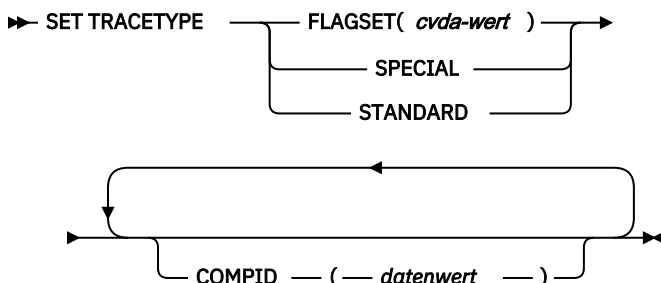 SET TRACETYPE FLAGSET( cvda-wert )
SPECIAL
STANDARD
COMPID ( datenwert )